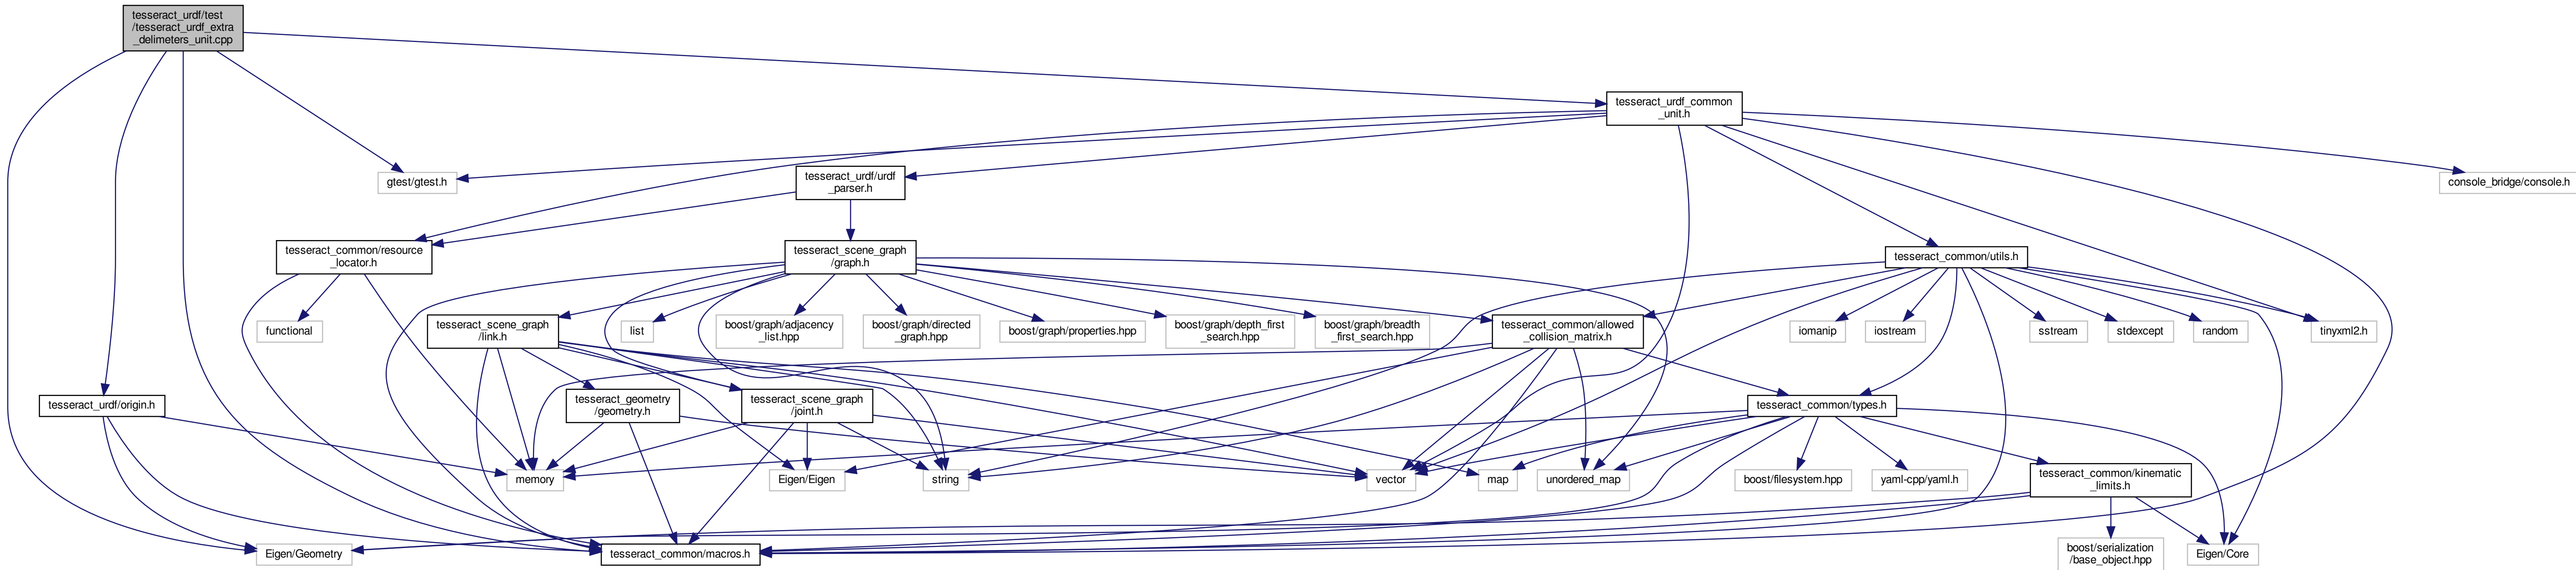 tesseract_urdf/test
/tesseract_urdf_extra
_delimeters_unit.cpp
tesseract_urdf_common
_unit.h
gtest/gtest.h
tesseract_urdf/urdf
_parser.h
console_bridge/console.h
tesseract_common/resource
_locator.h
tesseract_scene_graph
/graph.h
tesseract_common/utils.h
functional
tesseract_scene_graph
/link.h
list
boost/graph/adjacency
_list.hpp
boost/graph/directed
_graph.hpp
boost/graph/properties.hpp
boost/graph/depth_first
_search.hpp
boost/graph/breadth
_first_search.hpp
tesseract_common/allowed
_collision_matrix.h
iomanip
iostream
sstream
stdexcept
random
tinyxml2.h
tesseract_urdf/origin.h
tesseract_geometry
/geometry.h
tesseract_scene_graph
/joint.h
tesseract_common/types.h
memory
Eigen/Eigen
string
vector
map
unordered_map
boost/filesystem.hpp
yaml-cpp/yaml.h
tesseract_common/kinematic
_limits.h
Eigen/Geometry
tesseract_common/macros.h
boost/serialization
/base_object.hpp
Eigen/Core